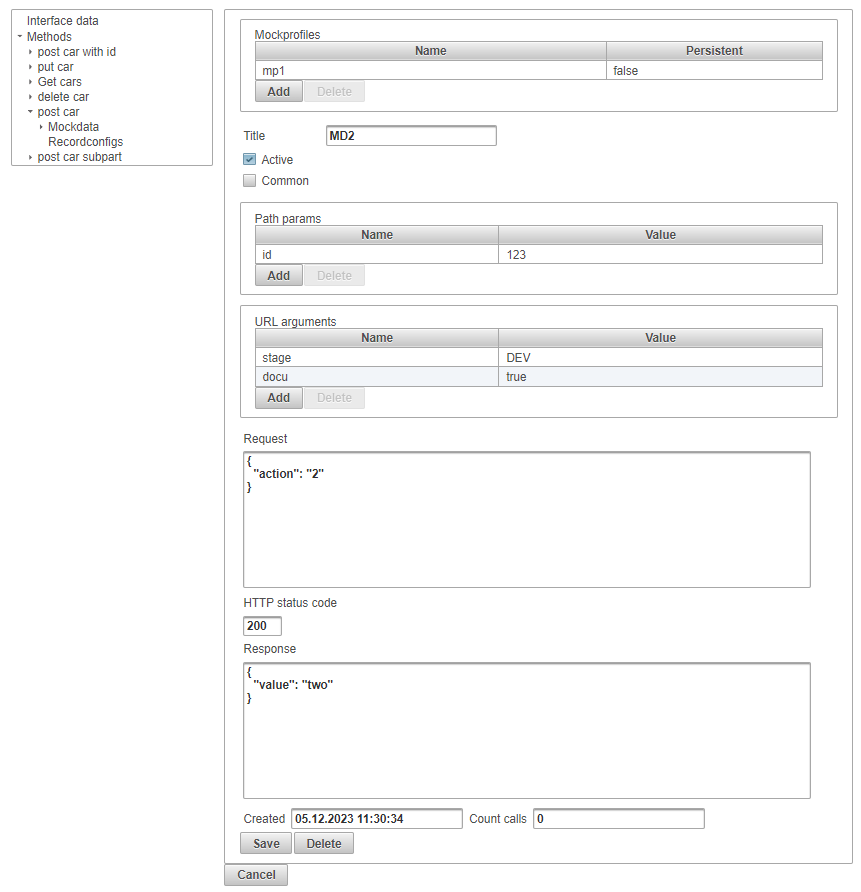 Interface data
Methods
post car with id
put car
Get cars
delete car
post car
Mockdata
Recordconfigs
post car subpart
Mockprofiles
Name Persistent
mp1 false
Add Delete
Title MD2
Active
Common
Path params
Name Value
id 123
Add Delete
URL arguments
Name Value
stage DEV
docu true
Add Delete
Request
{
"action": "2"
}
HTTP status code
200
Response
{
"value": "two"
}
Created 05.12.2023 11:30:34 Count calls 0
Save Delete
Cancel